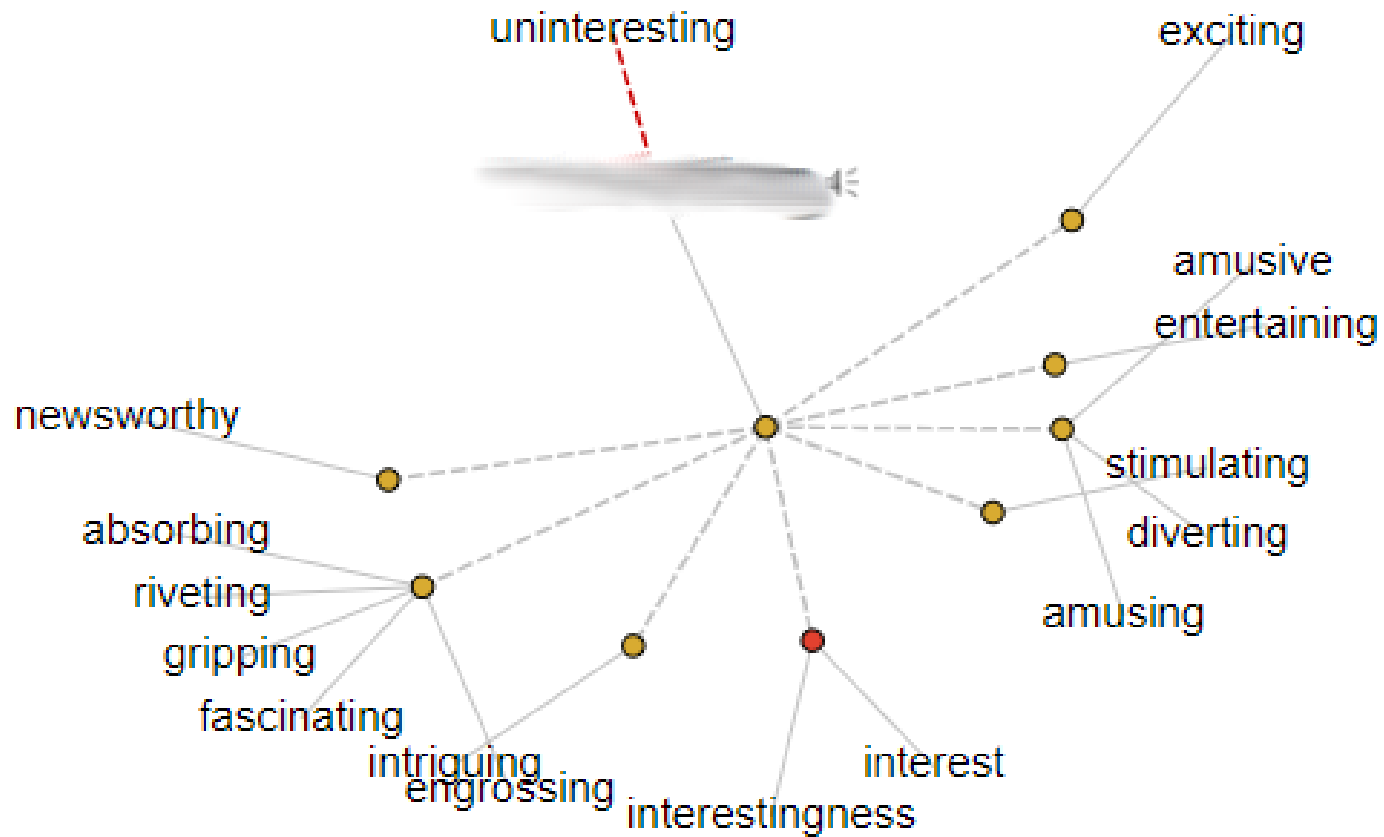 uninteresting
exciting
amusive
entertaining
newsworthy
stimulating
absorbing
diverting
riveting
amusing
gripping
fascinating
intriguing
interest
engrossing
interestingness